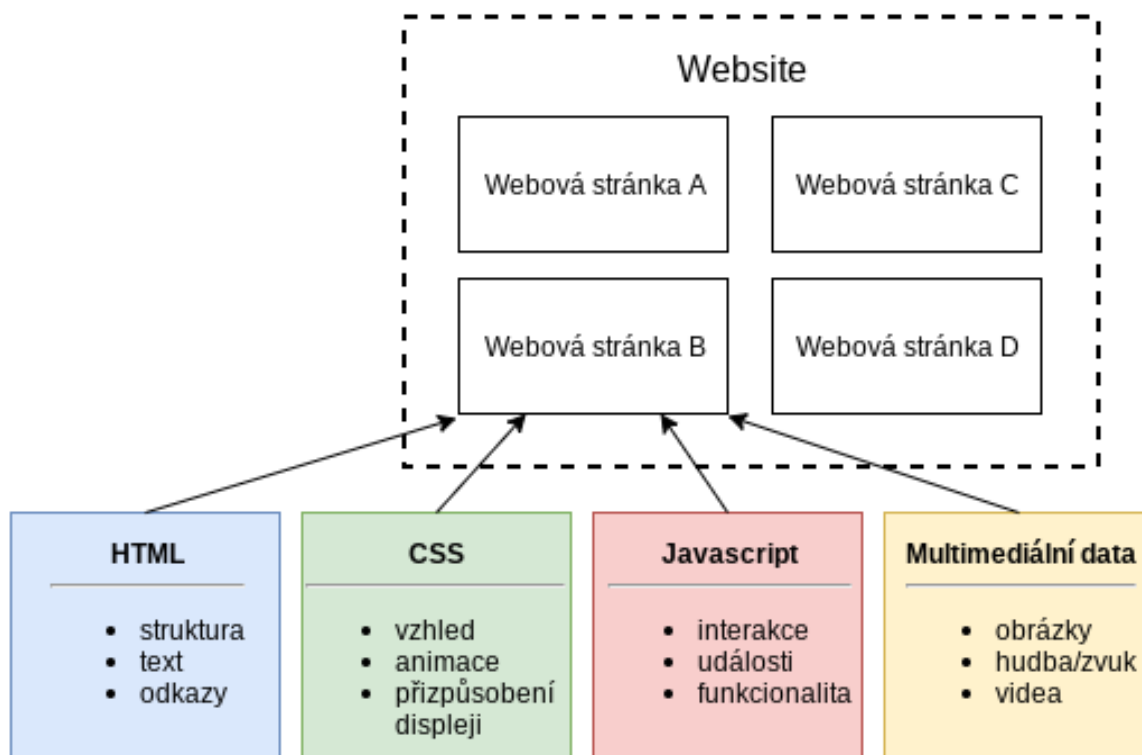 Website
Webová stránka A
Webová stránka C
Webová stránka B
Webová stránka D
HTML
struktura
text
odkazy
CSS
vzhled
animace
přizpůsobení
displeji
Javascript
interakce
události
funkcionalita
Multimediální data
obrázky
hudba/zvuk
videa